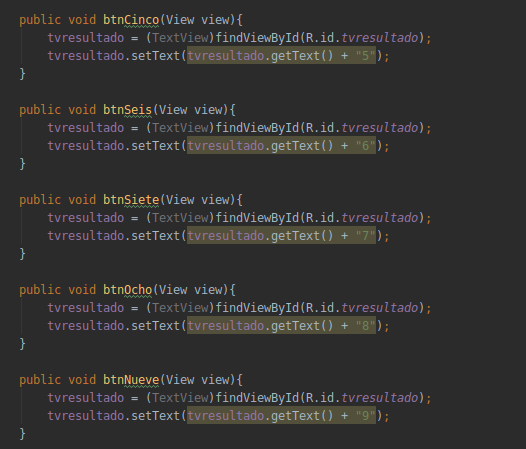 public void btnCinco(View view){
tvresultado = (TextView)findViewById(R.id.tvresultado);
tvresultado.setText(tvresultado.getText() + "5");
}
public void btnSeis(View view){
tvresultado = (TextView)findViewById(R.id.tvresultado);
tvresultado.setText(tvresultado.getText() + "6");
}
public void btnSiete(View view){
tvresultado = (TextView)findViewById(R.id.tvresultado);
tvresultado.setText(tvresultado.getText() + "7");
}
public void btnOcho(View view){
tvresultado = (TextView)findViewById(R.id.tvresultado);
tvresultado.setText(tvresultado.getText() + "8");
}
public void btnNueve(View view){
tvresultado = (TextView)findViewById(R.id.tvresultado);
tvresultado.setText(tvresultado.getText() + "9");
}